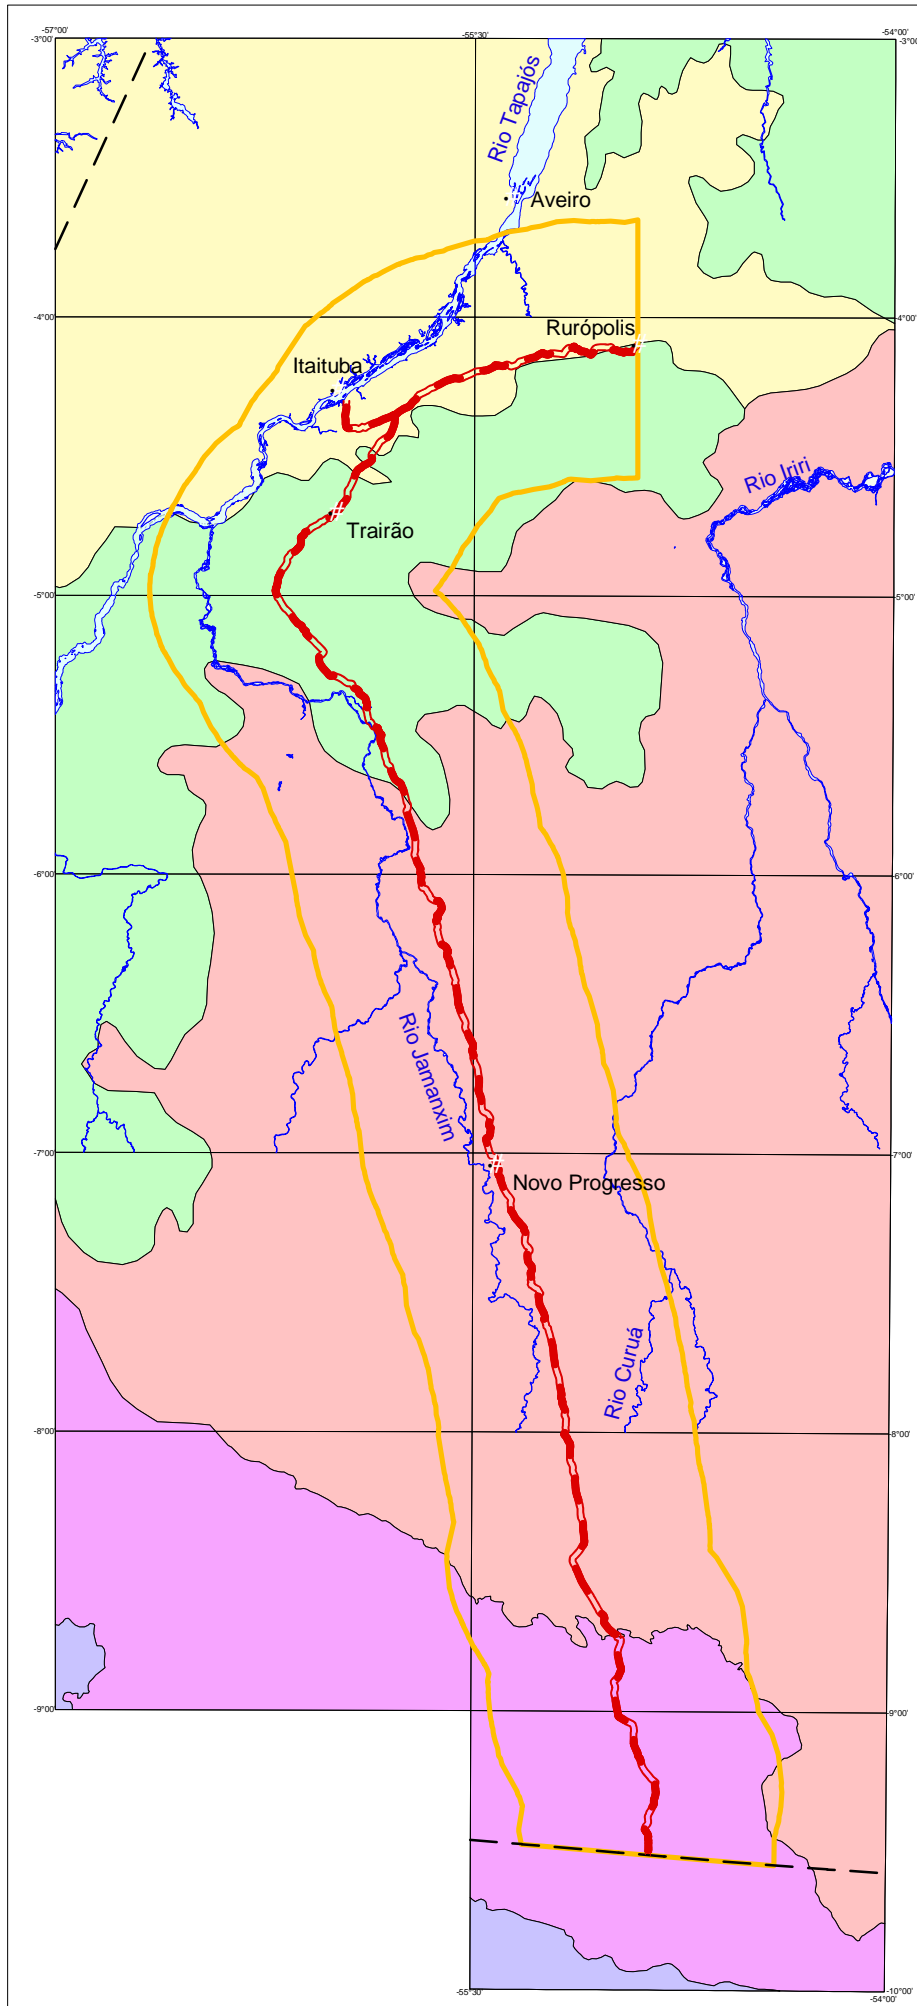 -57°00'
-55°30'
-54°00'
-3°00'
-3°00'
Rio Tapajós
Aveiro
-4°00'
-4°00'
Rurópolis
Itaituba
Rio Iriri
Trairão
-5°00'
-5°00'
-6°00'
-6°00'
Rio Jamanxim
-7°00'
-7°00'
Novo Progresso
Rio Curuá
-8°00'
-8°00'
-9°00'
-9°00'
-55°30'
-54°00'
-10°00'